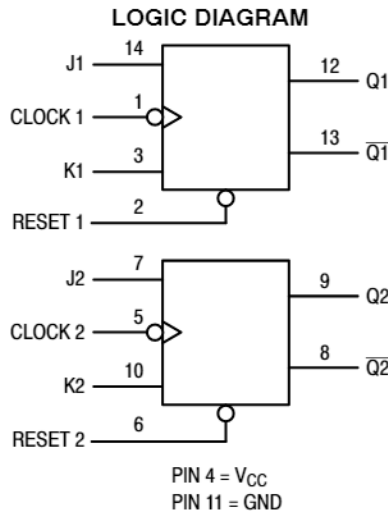 LOGIC DIAGRAM
J1 14 12 Q1
CLOCK 1 1
13 Q1̅
K1 3
RESET 1 2
J2 7 9 Q2
CLOCK 2 5
8 Q2̅
K2 10
RESET 2 6
PIN 4 = VCC
PIN 11 = GND